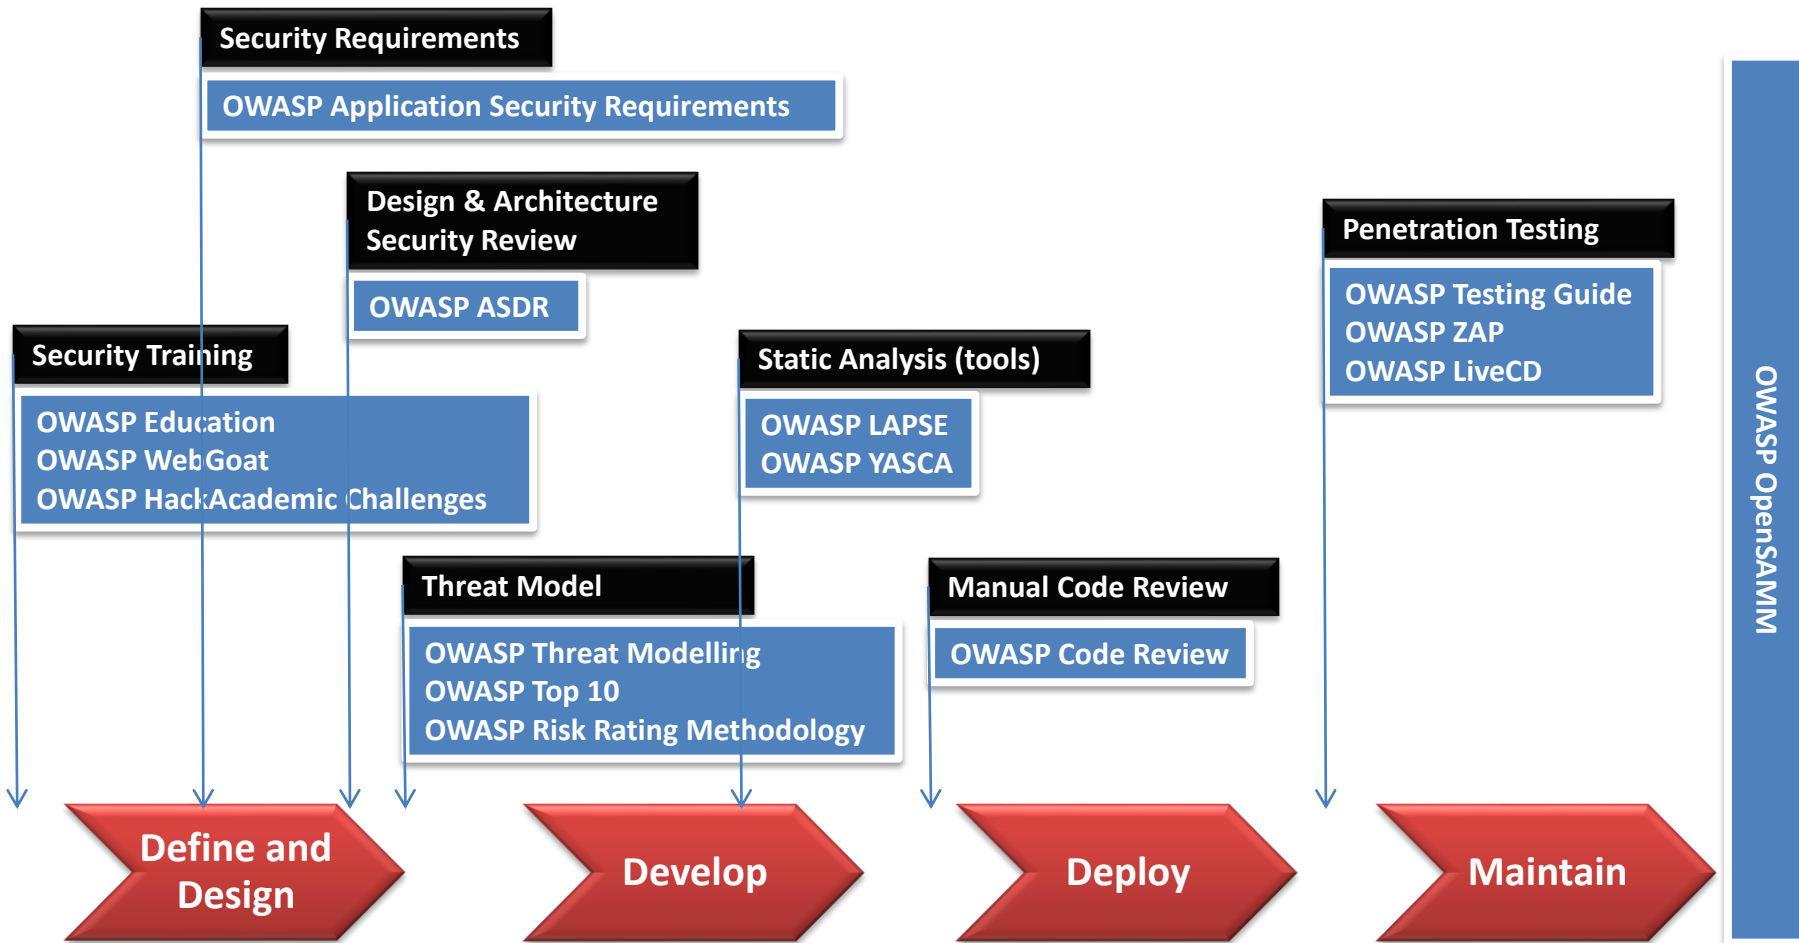 Security Requirements
OWASP Application Security Requirements
Design & Architecture
Security Review
OWASP ASDR
Security Training
OWASP Education
OWASP WebGoat
OWASP HackAcademic Challenges
Static Analysis (tools)
OWASP LAPSE
OWASP YASCA
Penetration Testing
OWASP Testing Guide
OWASP ZAP
OWASP LiveCD
Threat Model
OWASP Threat Modelling
OWASP Top 10
OWASP Risk Rating Methodology
Manual Code Review
OWASP Code Review
OWASP OpenSAMM
Define and
Design
Develop
Deploy
Maintain